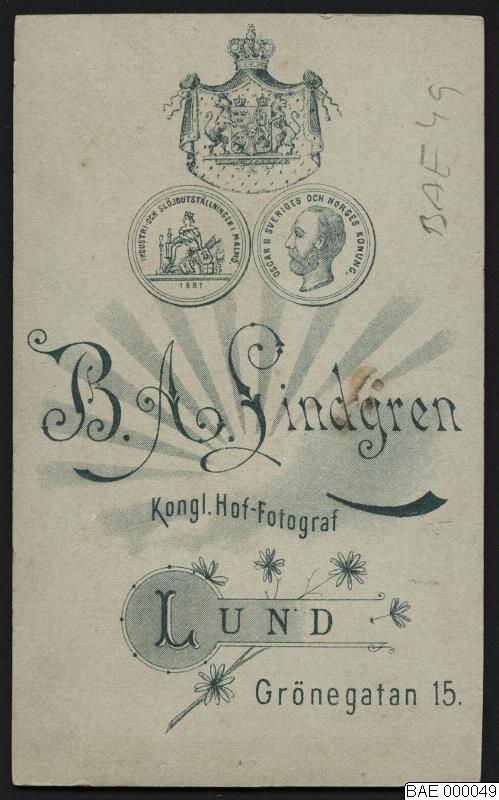 BAE 49
INDUSTRI-OCH SLÖJDUTSTÄLLNINGEN I MALMÖ.
1881
OSCAR II SVERIGES OCH NORGES KONUNG.
B. A. Lindgren
Kongl. Hof-Fotograf
LUND
Grönegatan 15.
BAE 000049